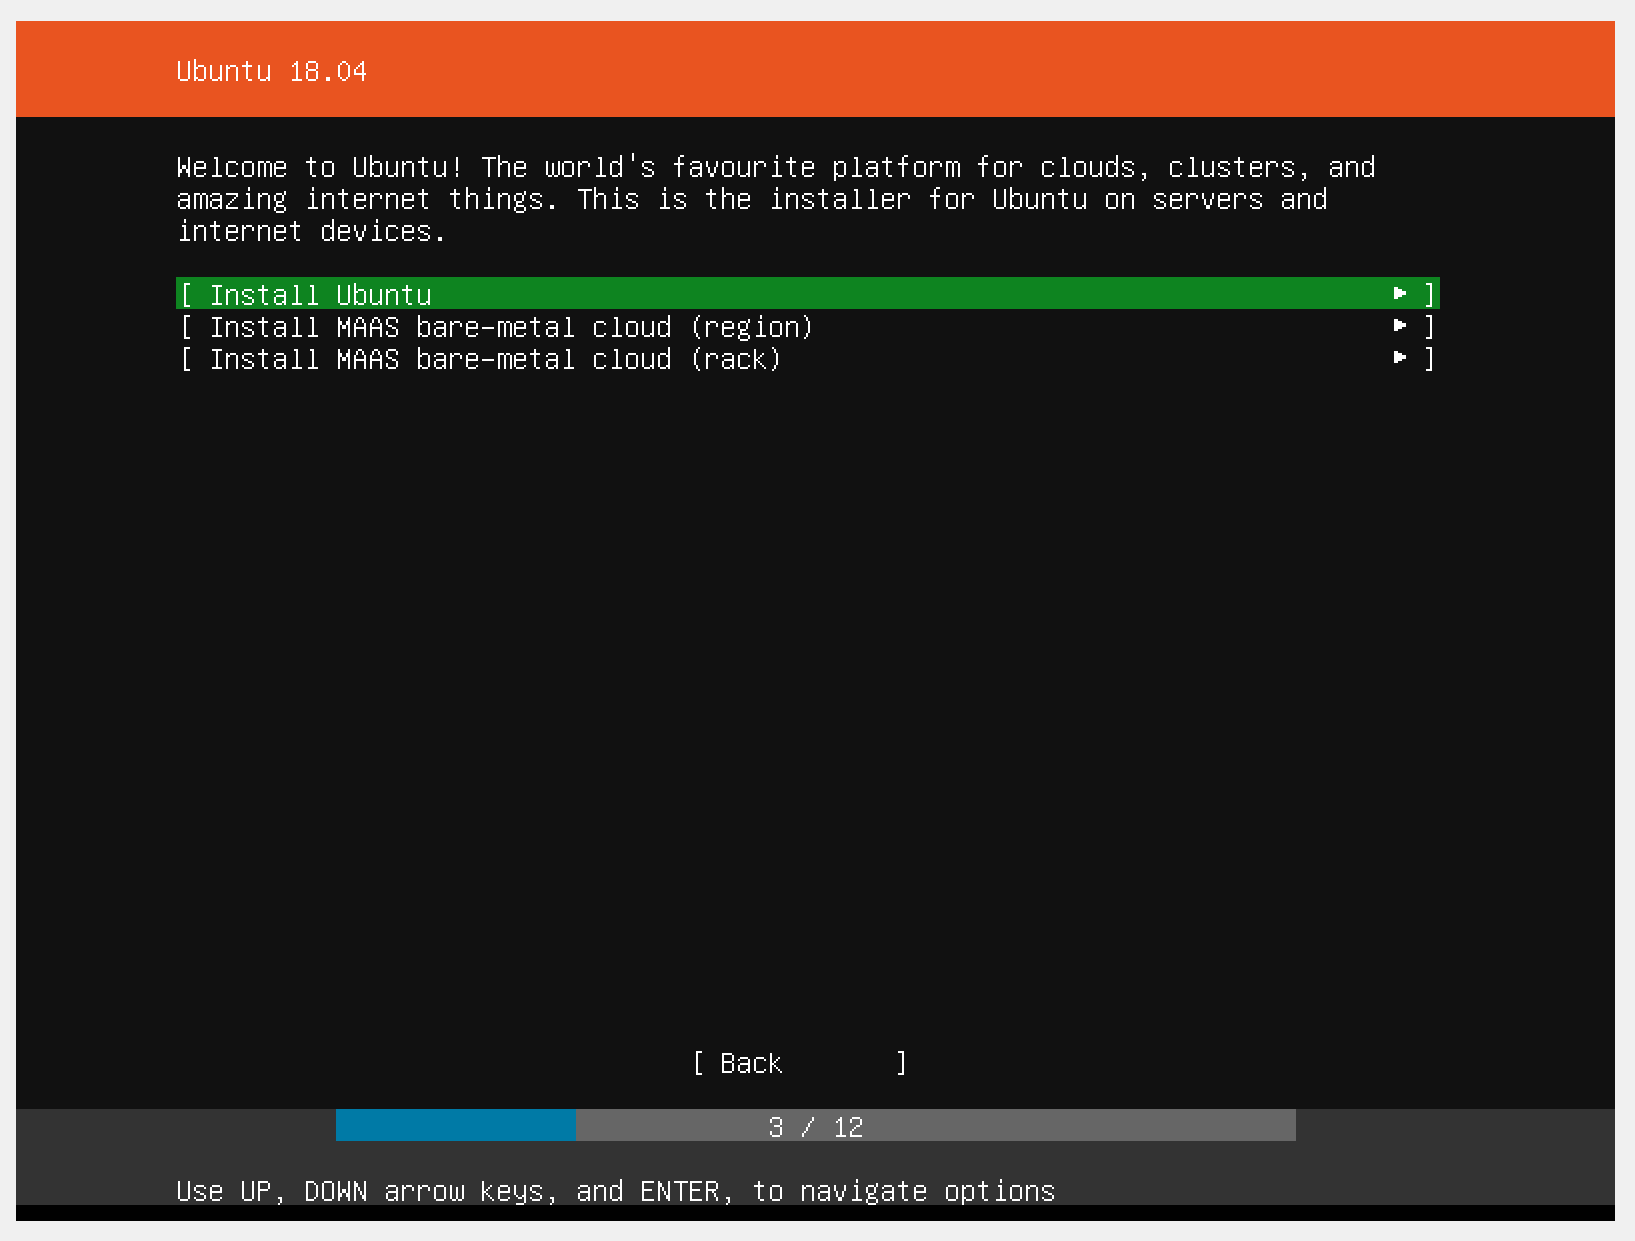 Ubuntu 18.04
Welcome to Ubuntu! The world's favourite platform for clouds, clusters, and
amazing internet things. This is the installer for Ubuntu on servers and
internet devices.
[ Install Ubuntu ► ]
[ Install MAAS bare-metal cloud (region) ► ]
[ Install MAAS bare-metal cloud (rack) ► ]
[ Back ]
3 / 12
Use UP, DOWN arrow keys, and ENTER, to navigate options